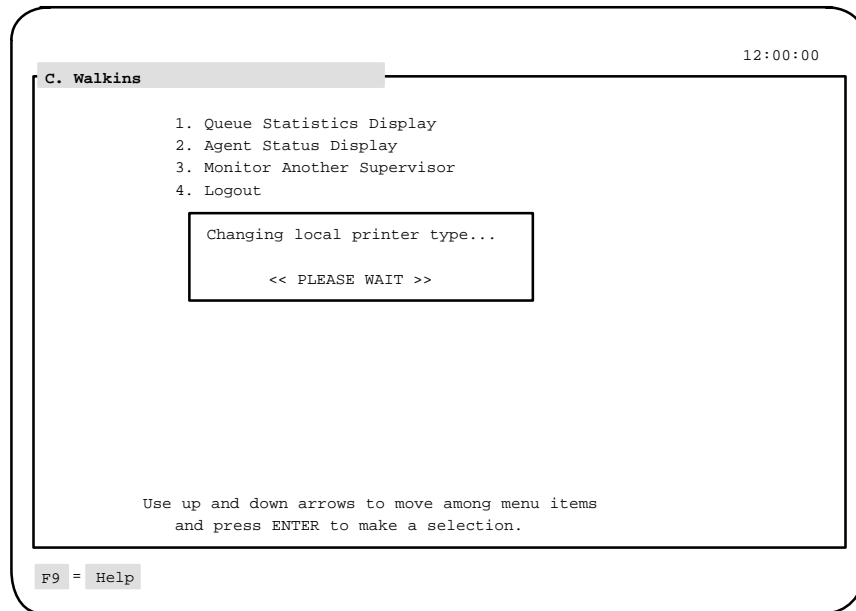 12:00:00
C. Walkins
1. Queue Statistics Display
2. Agent Status Display
3. Monitor Another Supervisor
4. Logout
Changing local printer type...
<< PLEASE WAIT >>
Use up and down arrows to move among menu items
and press ENTER to make a selection.
F9 = Help